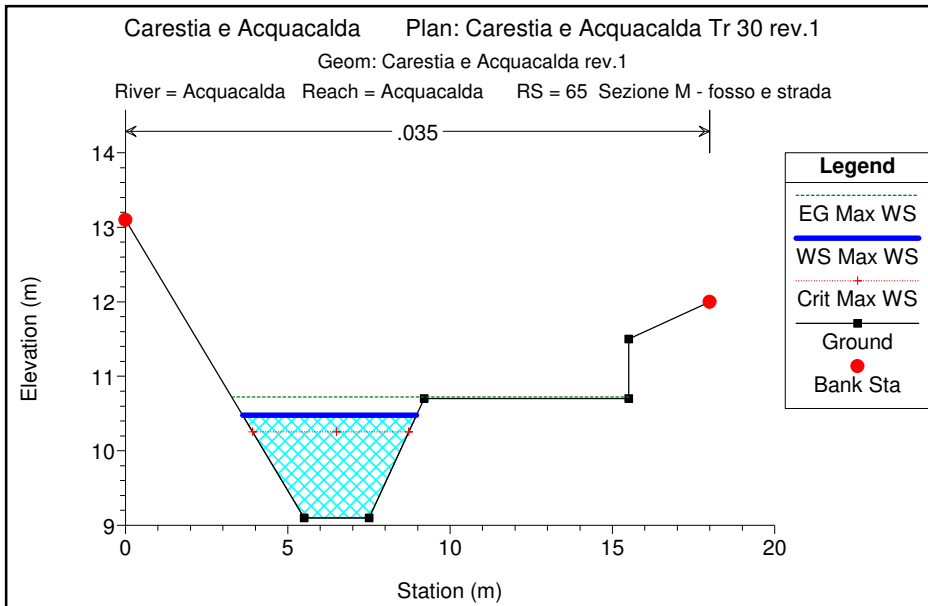 Carestia e Acquacalda Plan: Carestia e Acquacalda Tr 30 rev.1
Geom: Carestia e Acquacalda rev.1
River = Acquacalda Reach = Acquacalda RS = 65 Sezione M - fosso e strada
.035
14
13
12
11
10
9
Elevation (m)
0
5
10
15
20
Station (m)
Legend
EG Max WS
WS Max WS
Crit Max WS
Ground
Bank Sta